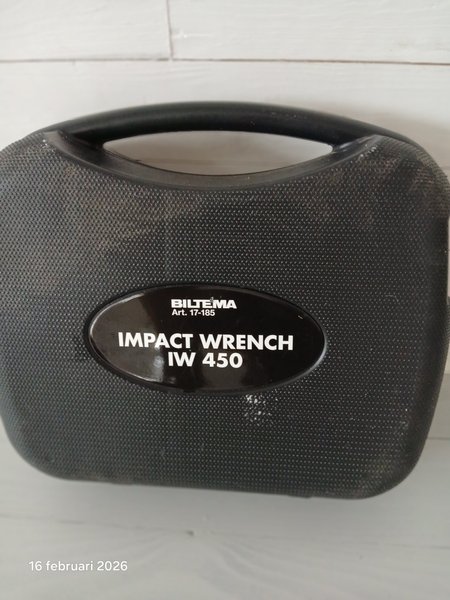 BILTEMA
Art. 17-185
IMPACT WRENCH
IW 450
16 februari 2026